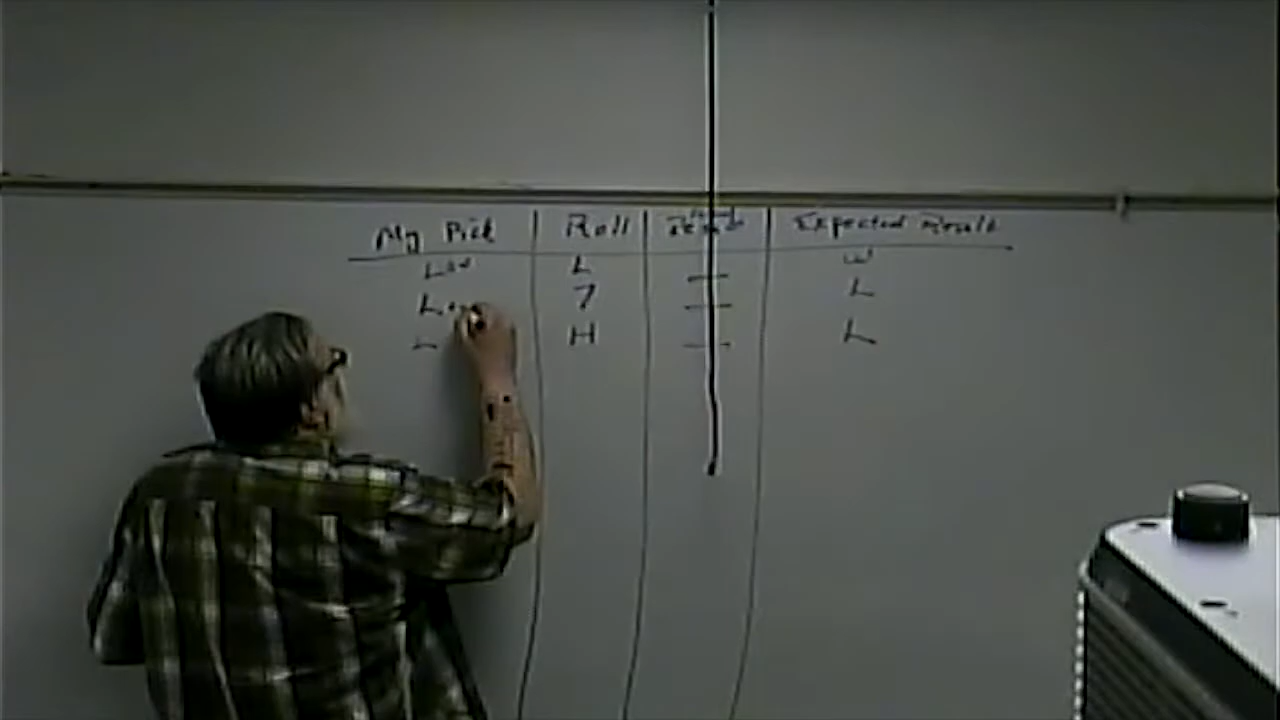 My Pick Roll Result Expected Result
Low L — W
Low 7 — L
L H — L